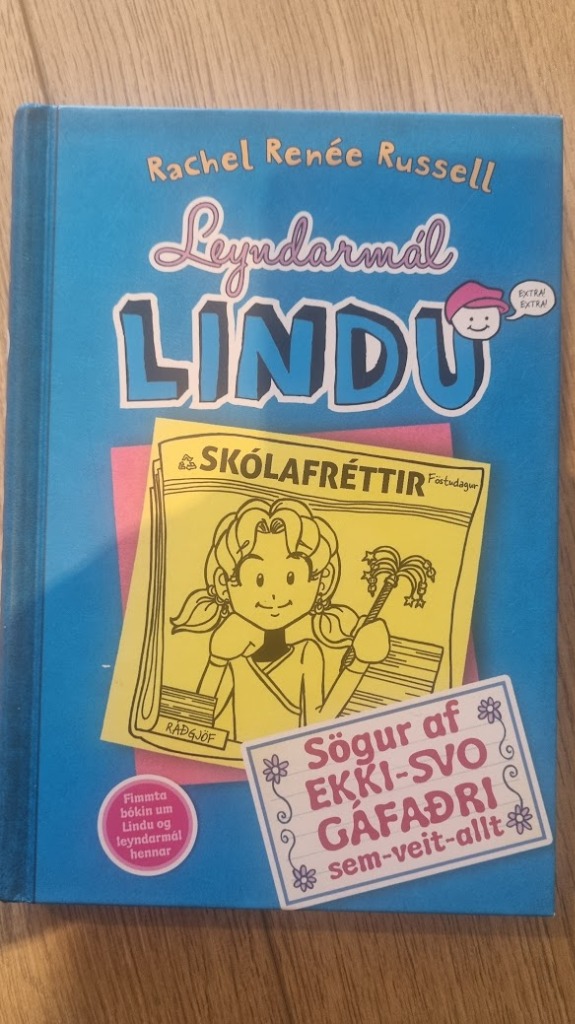 Rachel Renée Russell
Leyndarmál
LINDU
EXTRA!
EXTRA!
SKÓLAFRÉTTIR
Föstudagur
RÁÐGJÖF
Sögur af
EKKI-SVO
GÁFAÐRI
sem-veit-allt
Fimmta
bókin um
Lindu og
leyndarmál
hennar